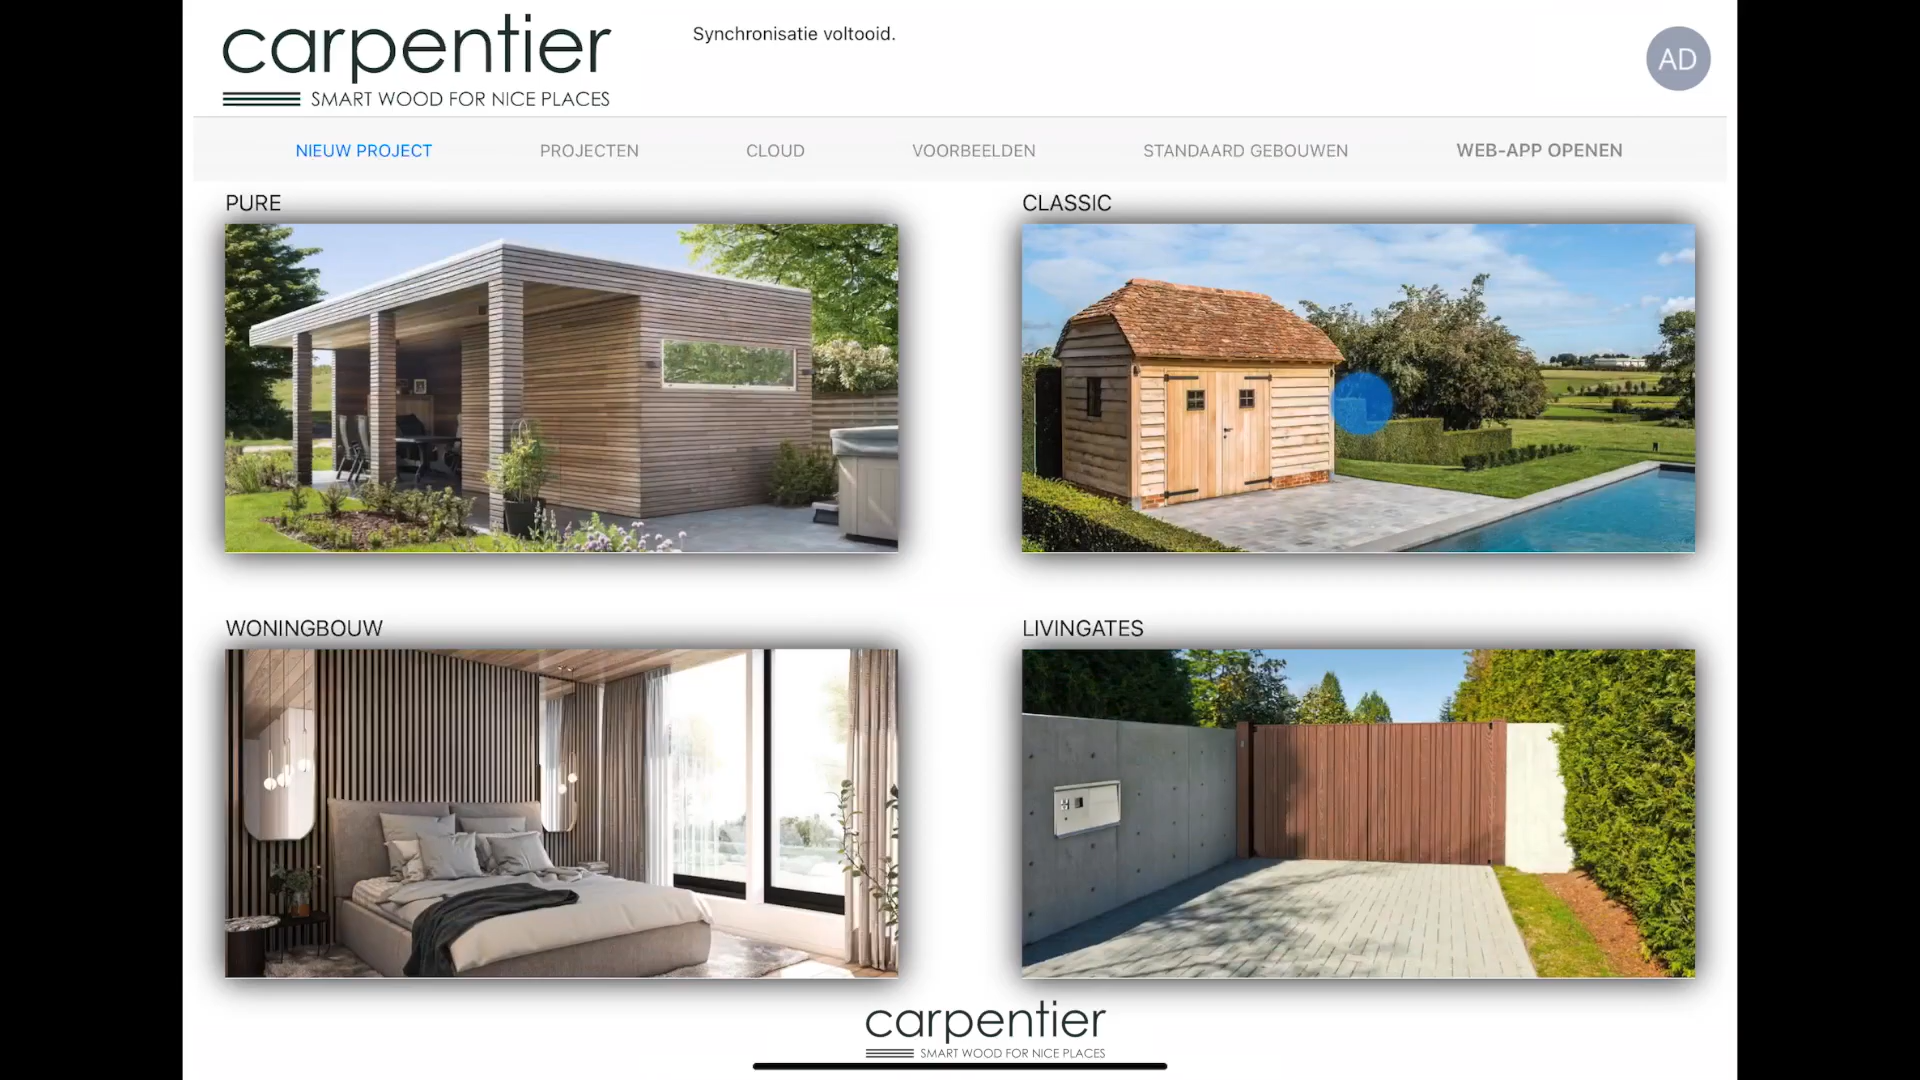 carpentier
SMART WOOD FOR NICE PLACES
Synchronisatie voltooid.
AD
NIEUW PROJECT
PROJECTEN
CLOUD
VOORBEELDEN
STANDAARD GEBOUWEN
WEB-APP OPENEN
PURE
CLASSIC
WONINGBOUW
LIVINGATES
carpentier
SMART WOOD FOR NICE PLACES